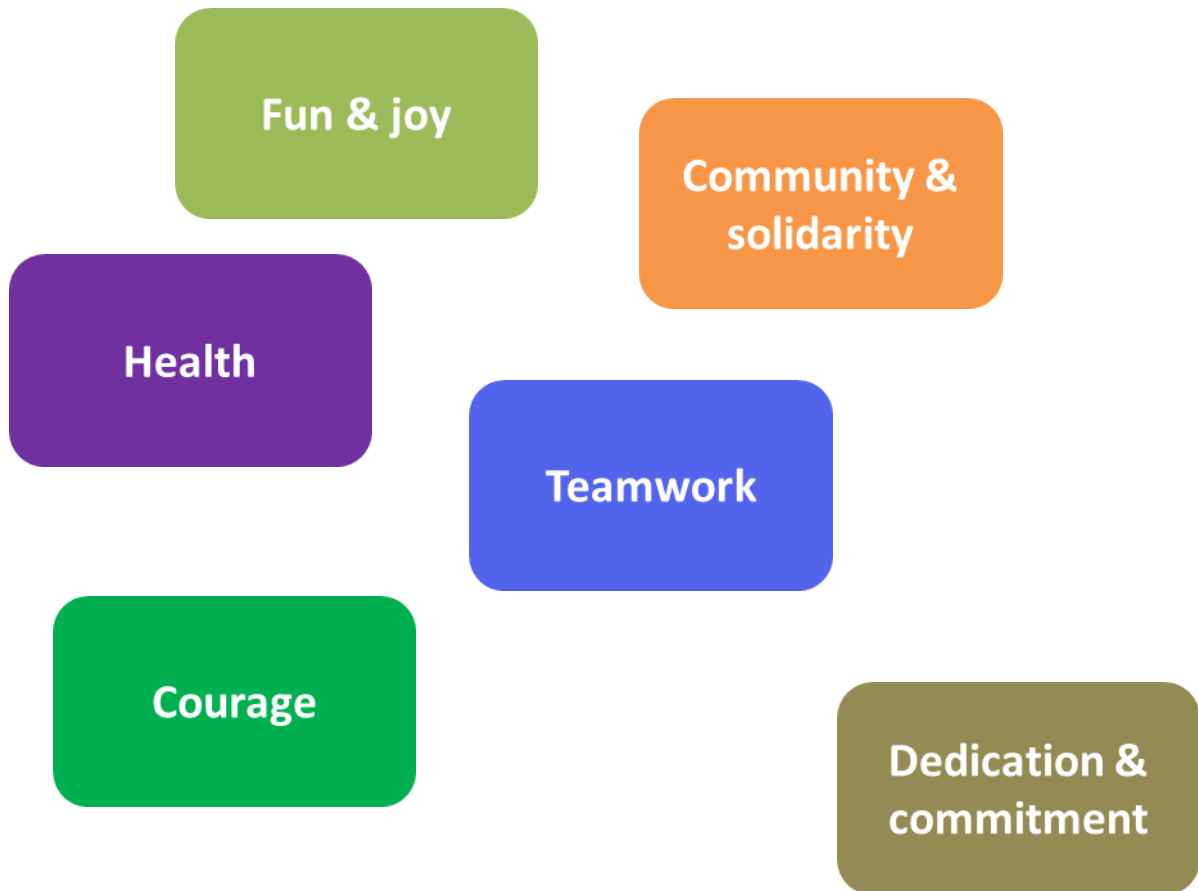 Fun & joy
Community &
solidarity
Health
Teamwork
Courage
Dedication &
commitment